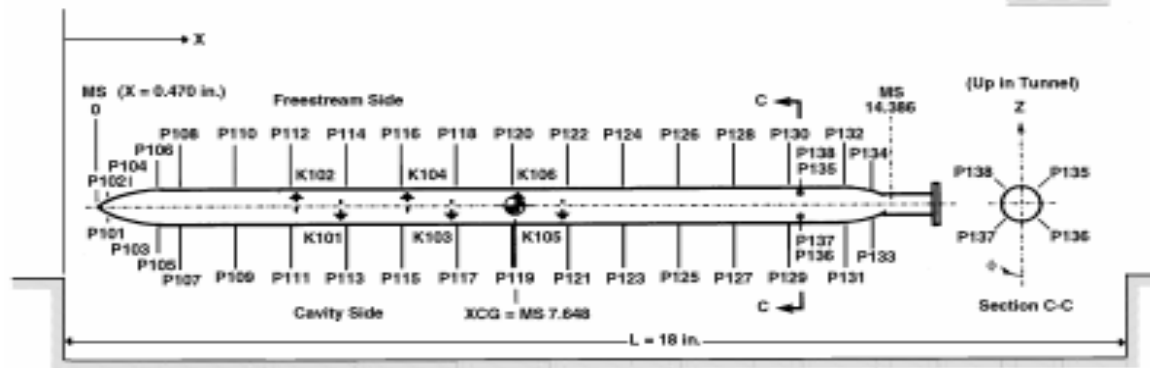 X
MS (X = 0.470 in.)
0
Freestream Side
C
MS
14.386
(Up in Tunnel)
Z
P108 P110 P112 P114 P116 P118 P120 P122 P124 P126 P128 P130 P132
P106
P104
P102
K102 K104 K106
P138
P135
P134
P138 P135
P101
P103
P105
P107
K101 K103 K105
P109 P111 P113 P115 P117 P119 P121 P123 P125 P127 P129 P131
P137
P136
P133
P137 P136
Cavity Side
XCG = MS 7.648
C
Section C-C
L = 18 in.